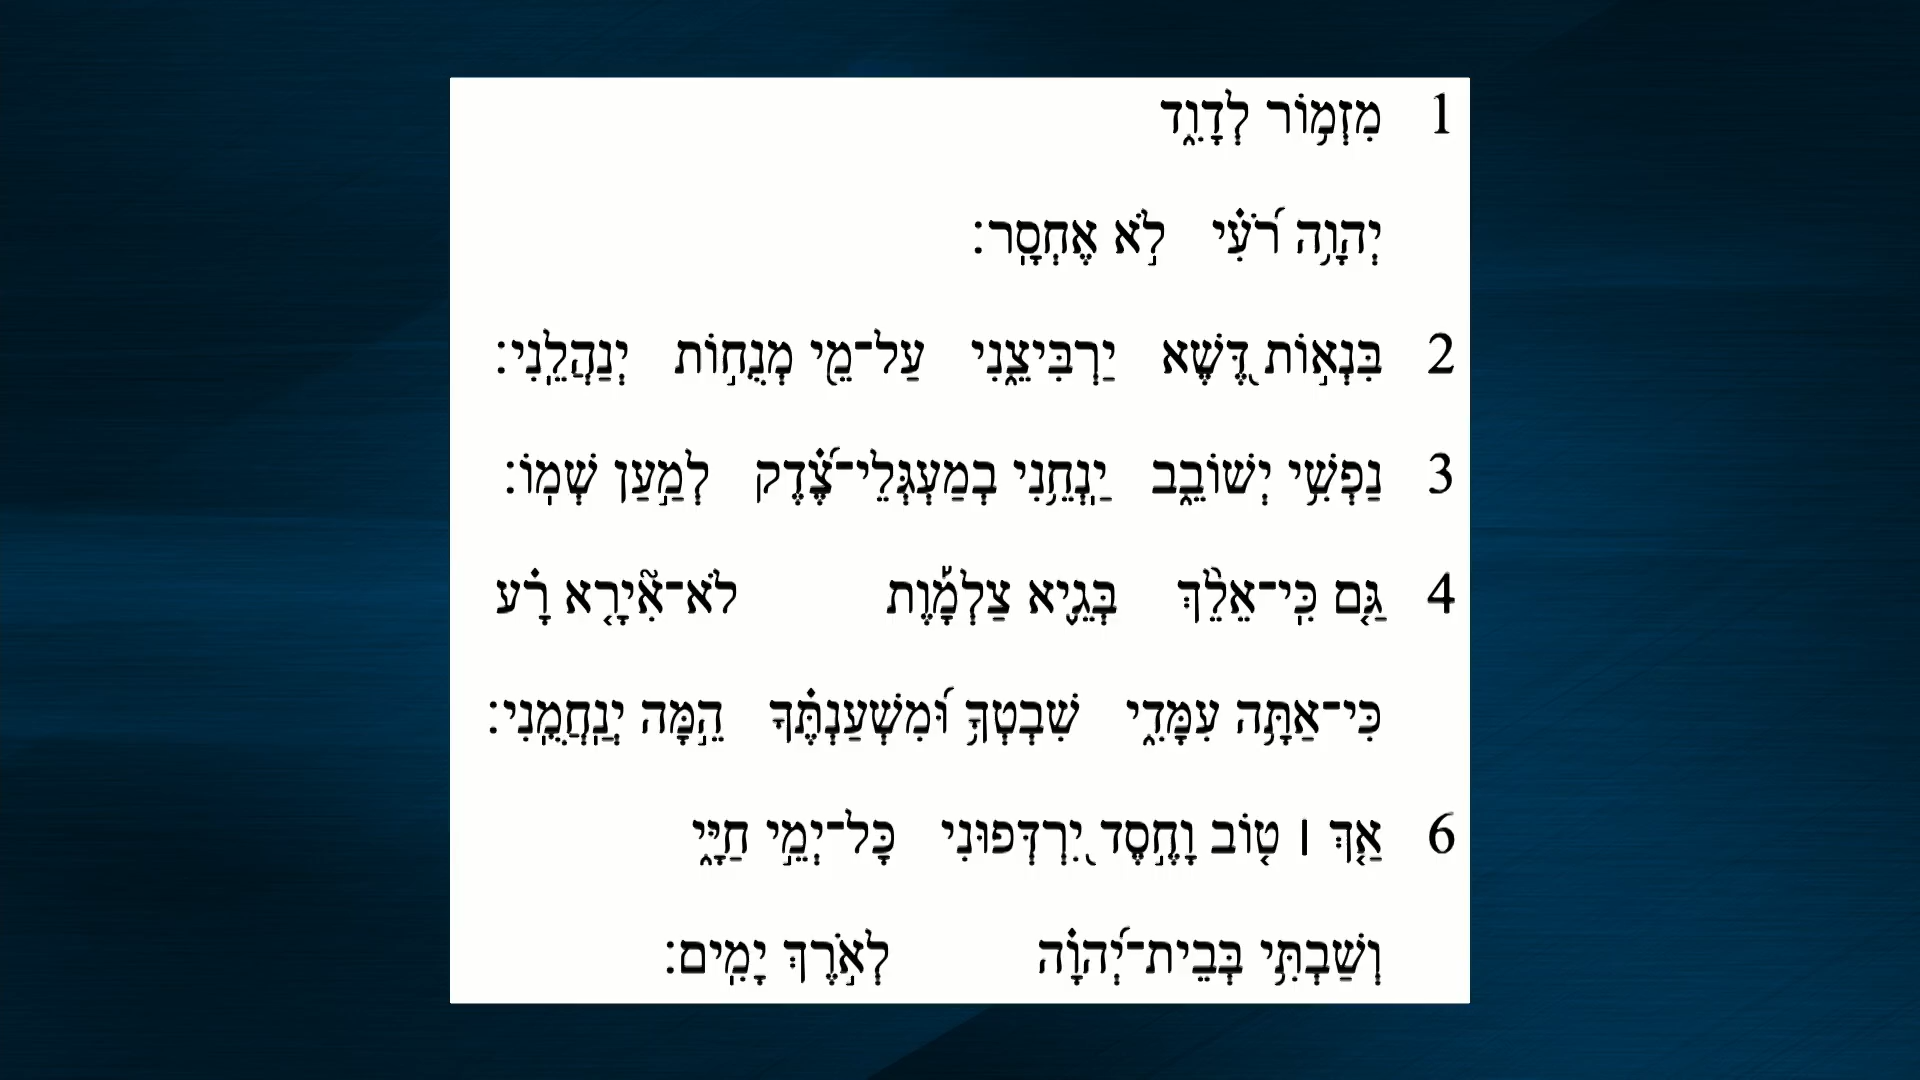 1 מִזְמ֥וֹר לְדָוִ֑ד
יְהוָ֥ה רֹ֝עִ֗י לֹ֣א אֶחְסָֽר׃
2 בִּנְא֣וֹת דֶּ֭שֶׁא יַרְבִּיצֵ֑נִי עַל־מֵ֖י מְנֻח֣וֹת יְנַהֲלֵֽנִי׃
3 נַפְשִׁ֥י יְשׁוֹבֵ֑ב יַֽנְחֵ֥נִי בְמַעְגְּלֵי־צֶ֝֗דֶק לְמַ֣עַן שְׁמֽוֹ׃
4 גַּ֤ם כִּֽי־אֵלֵ֨ךְ בְּגֵ֪יא צַלְמָ֡וֶת לֹא־אִ֘ירָ֤א רָ֗ע
כִּי־אַתָּ֥ה עִמָּדִ֑י שִׁבְטְךָ֥ וּ֝מִשְׁעַנְתֶּ֗ךָ הֵ֣מָּה יְנַֽחֲמֻֽנִי׃
6 אַ֤ךְ ׀ ט֤וֹב וָחֶ֣סֶד יִ֭רְדְּפוּנִי כָּל־יְמֵ֣י חַיָּ֑י
וְשַׁבְתִּ֥י בְּבֵית־יְ֝הוָ֗ה לְאֹ֣רֶךְ יָמִֽים׃